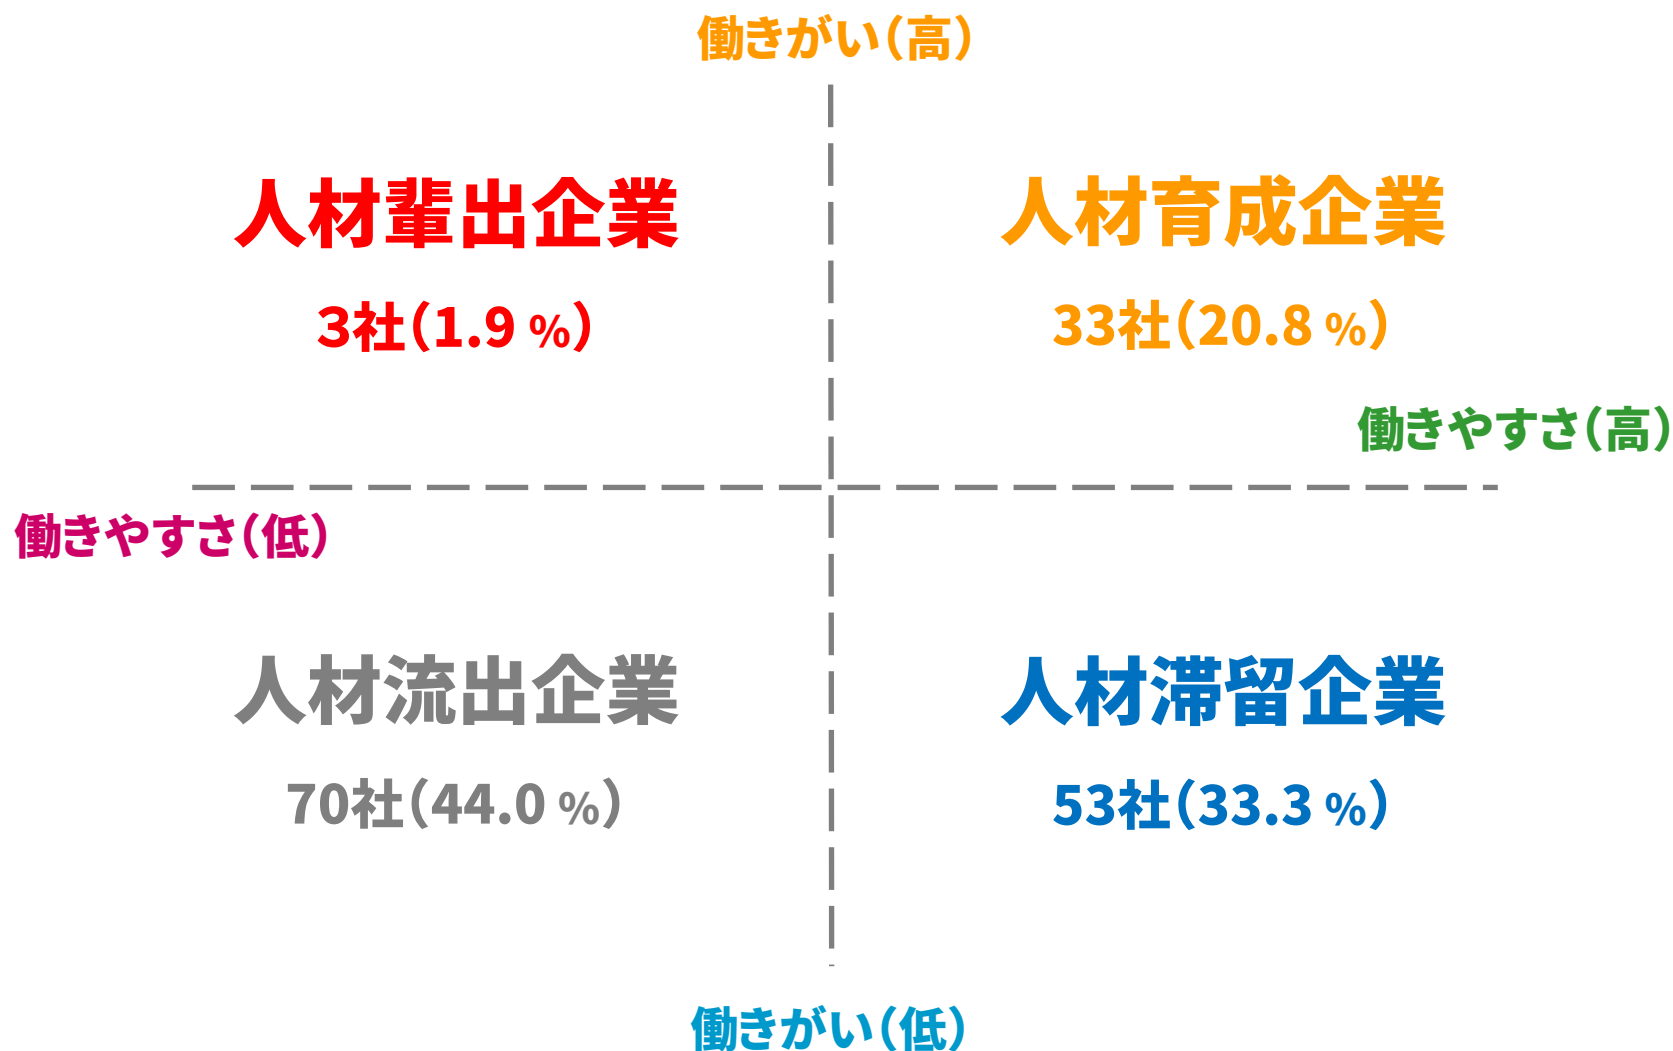 働きがい(高)
人材輩出企業
人材育成企業
3社(1.9 %)
33社(20.8 %)
働きやすさ(高)
働きやすさ(低)
人材流出企業
人材滞留企業
70社(44.0 %)
53社(33.3 %)
働きがい(低)